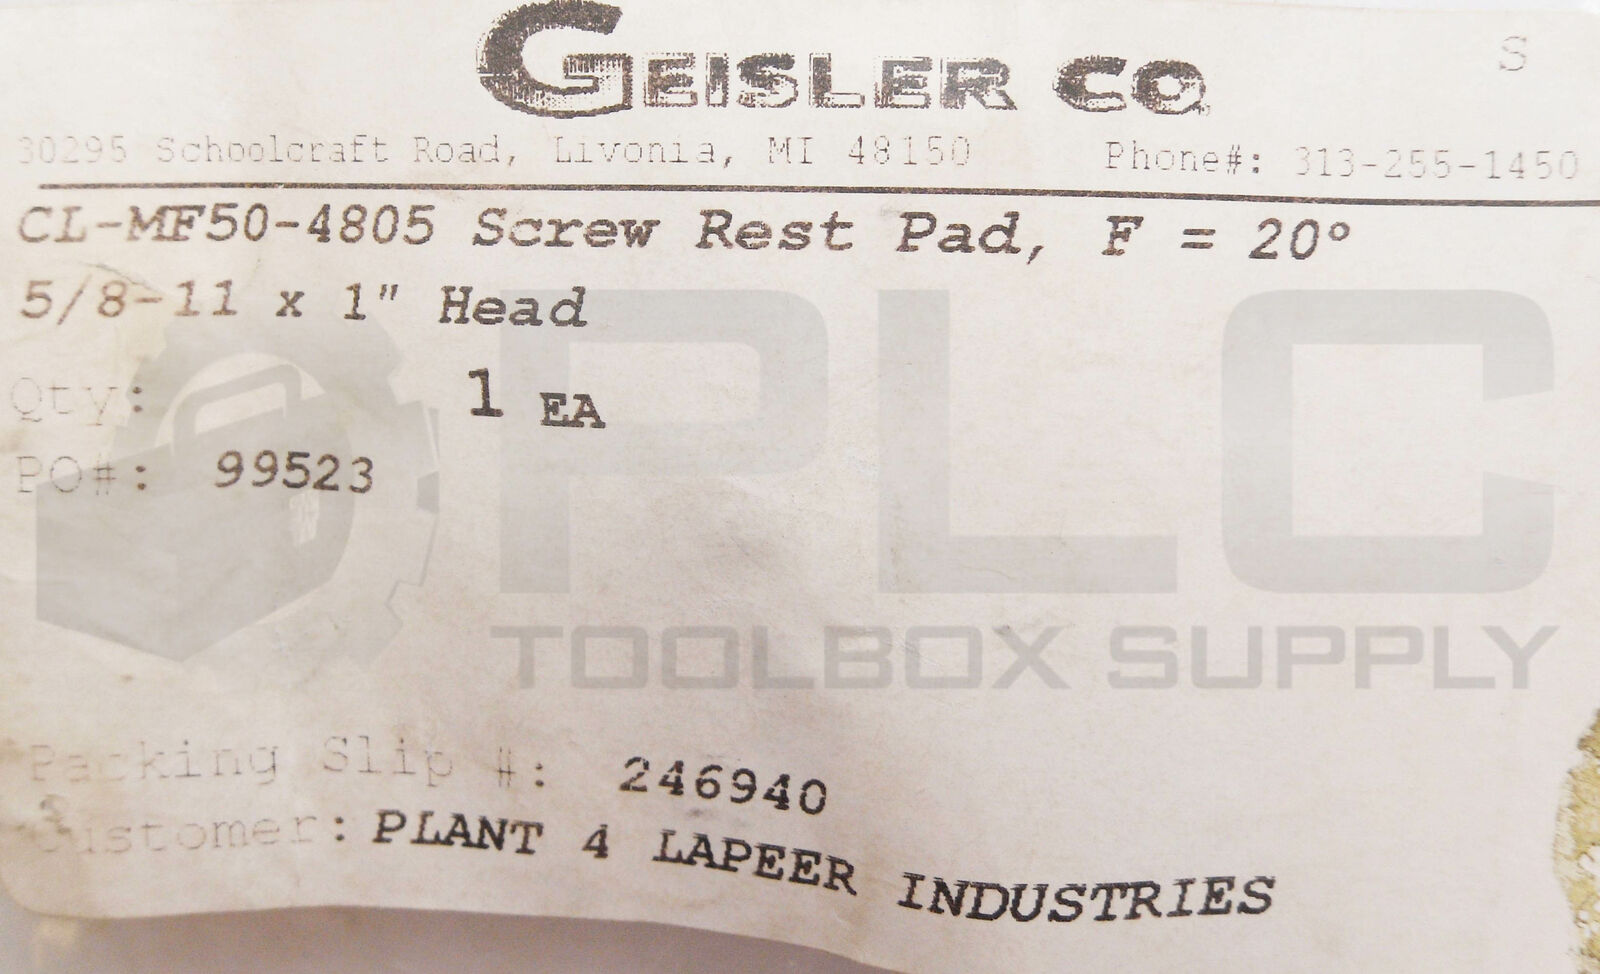 GEISLER CO.
S
30295 Schoolcraft Road, Livonia, MI 48150 Phone#: 313-255-1450
CL-MF50-4805 Screw Rest Pad, F = 20°
5/8-11 x 1" Head
Qty: 1 EA
PO#: 99523
PLC
TOOLBOX SUPPLY
Packing Slip #: 246940
Customer: PLANT 4 LAPEER INDUSTRIES